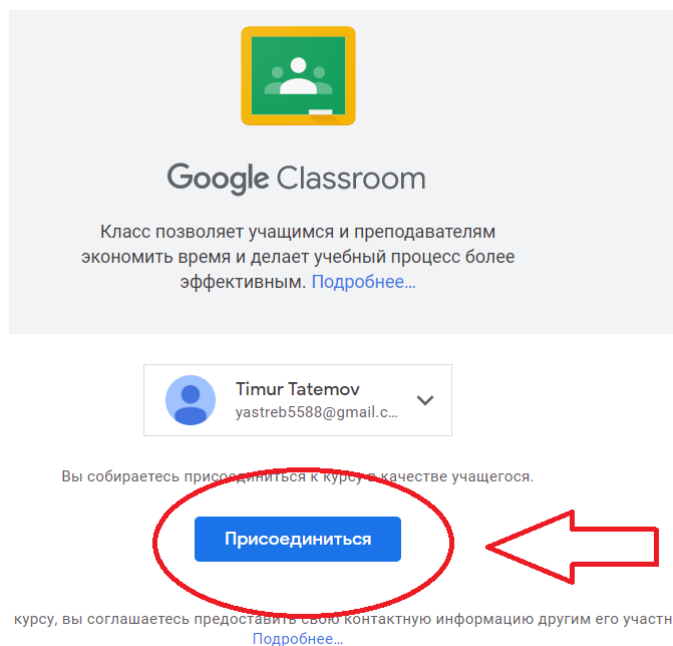 Google Classroom
Класс позволяет учащимся и преподавателям
экономить время и делает учебный процесс более
эффективным. Подробнее...
Timur Tatemov
yastreb5588@gmail.c...
Вы собираетесь присоединиться к курсу в качестве учащегося.
Присоединиться
курсу, вы соглашаетесь предоставить свою контактную информацию другим его участн
Подробнее...